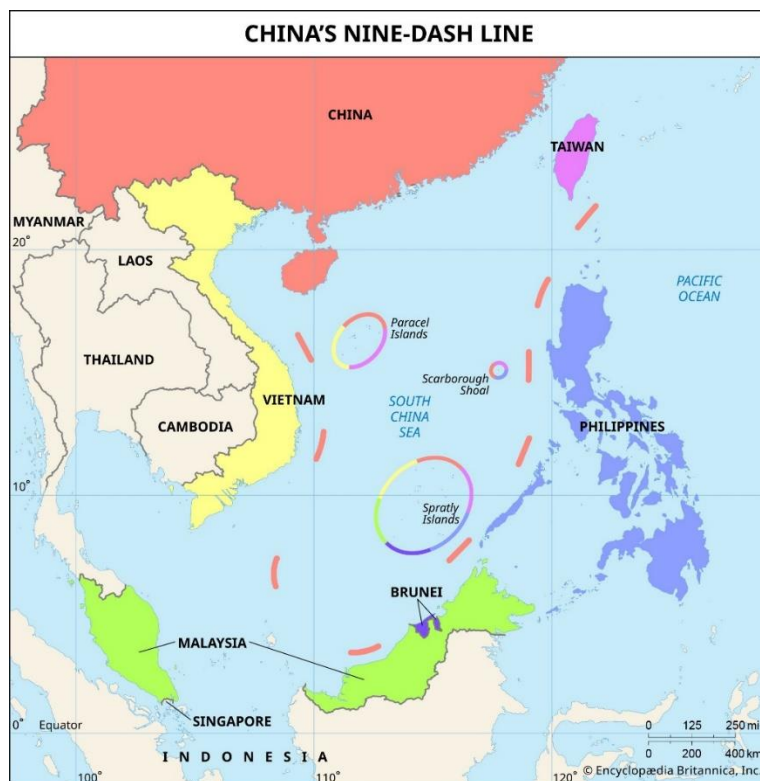 CHINA'S NINE-DASH LINE
CHINA
TAIWAN
MYANMAR
20°
LAOS
PACIFIC
OCEAN
Paracel
Islands
THAILAND
Scarborough
Shoal
VIETNAM
SOUTH
CHINA
SEA
CAMBODIA
PHILIPPINES
10°
Spratly
Islands
BRUNEI
MALAYSIA
SINGAPORE
Equator
0 125 250 mi
0 200 400 km
INDONESIA
100°
110°
120°
© Encyclopædia Britannica, Inc.